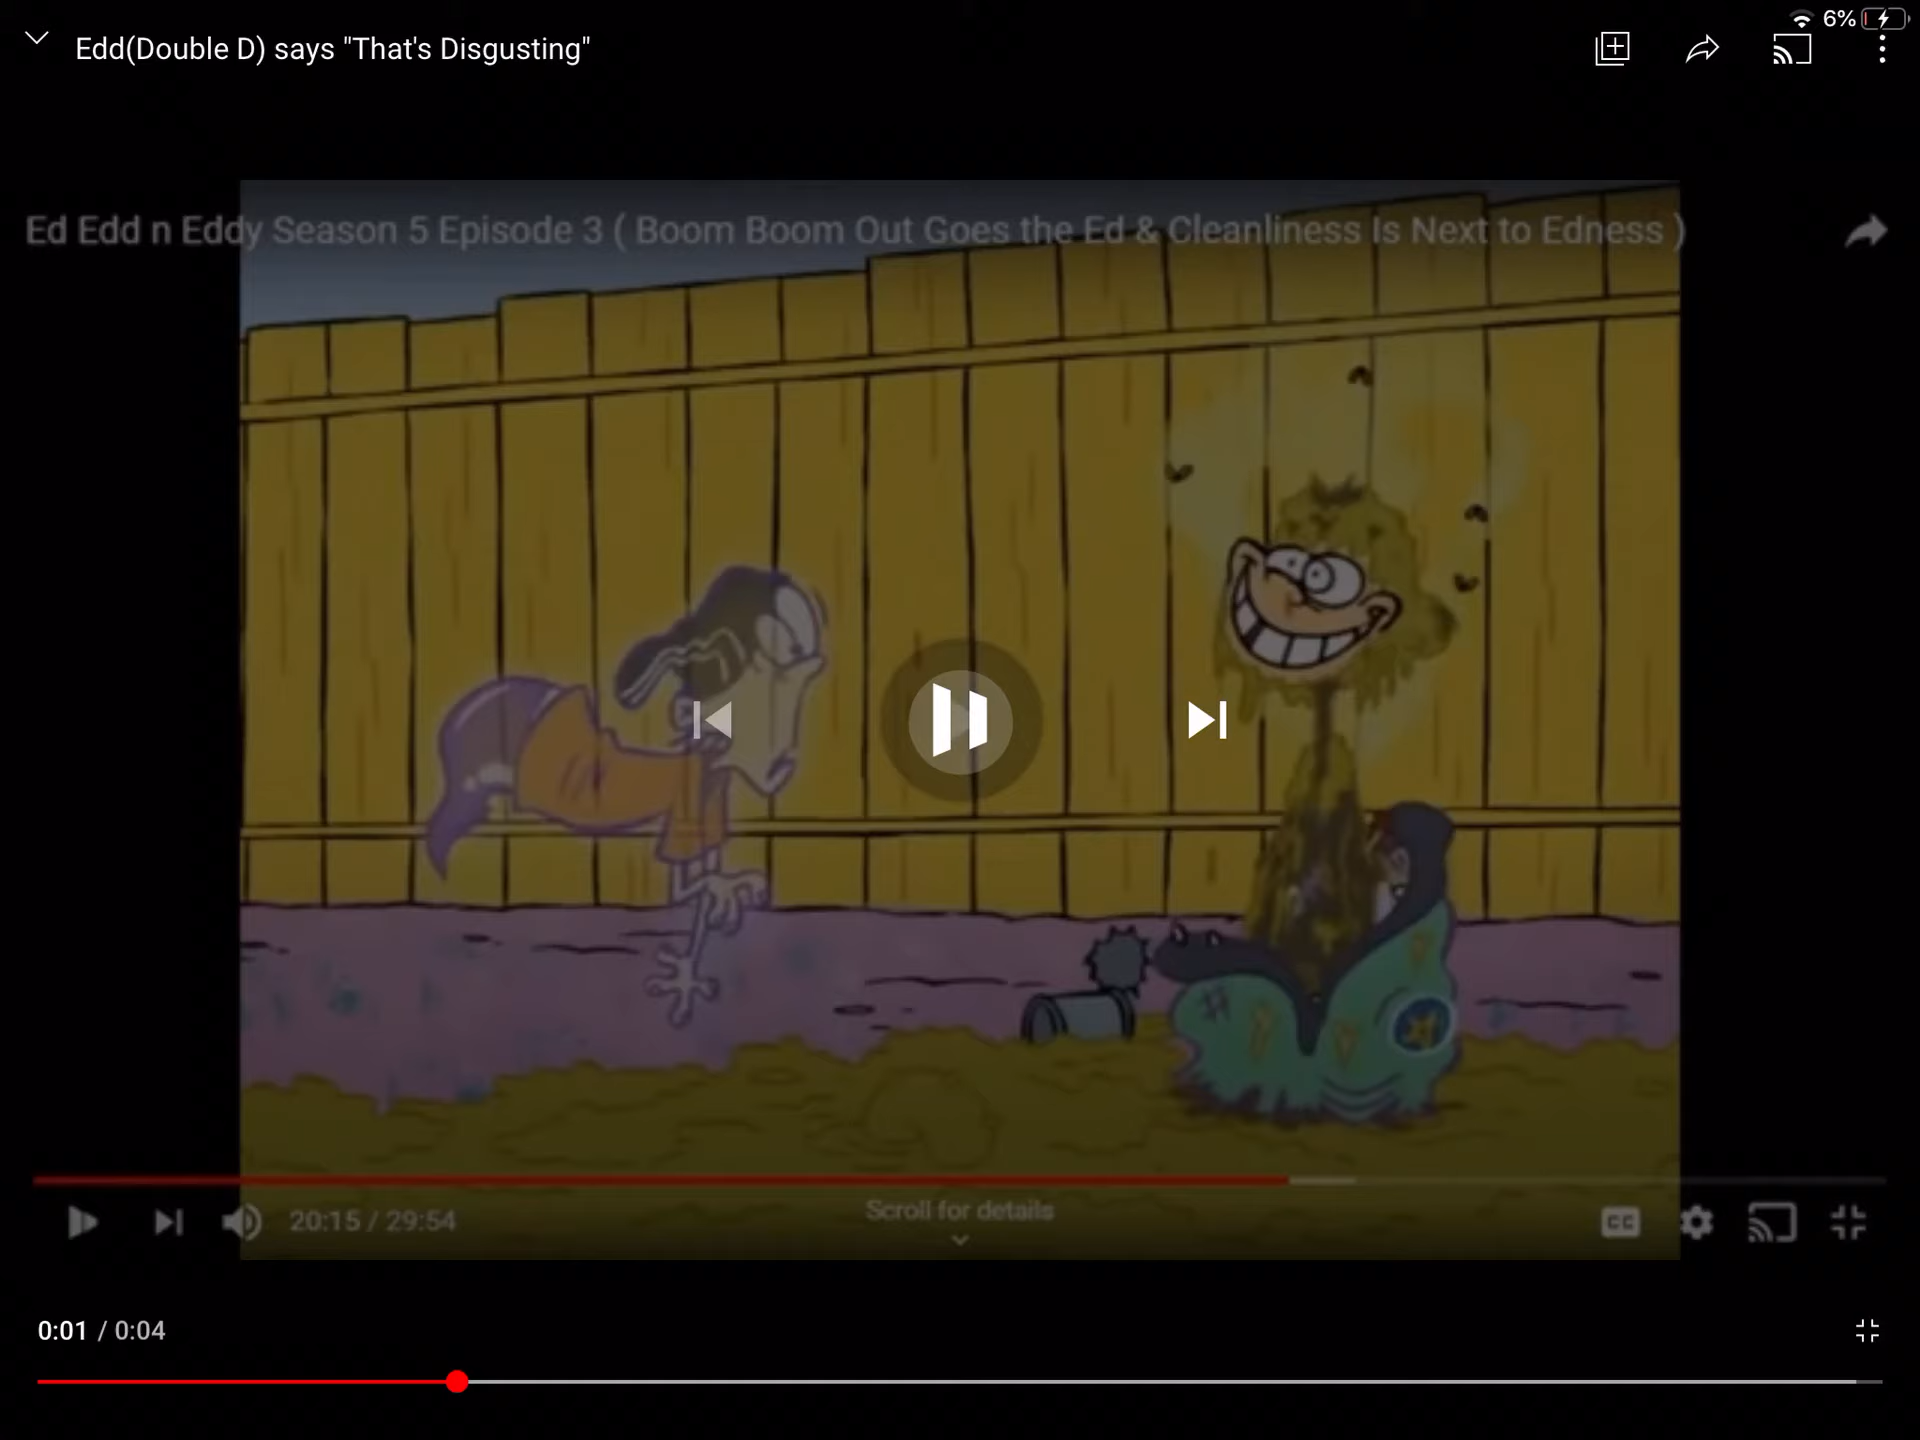 6%
Edd(Double D) says "That's Disgusting"
Ed Edd n Eddy Season 5 Episode 3 ( Boom Boom Out Goes the Ed & Cleanliness Is Next to Edness )
20:15 / 29:54
Scroll for details
CC
0:01 / 0:04